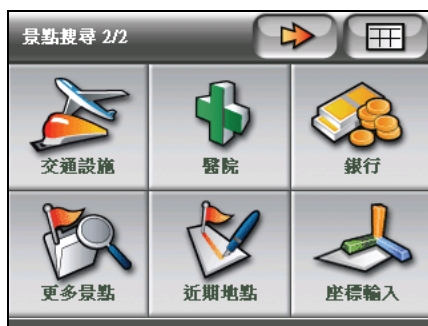 景點搜尋 2/2
交通設施
醫院
銀行
更多景點
近期地點
座標輸入